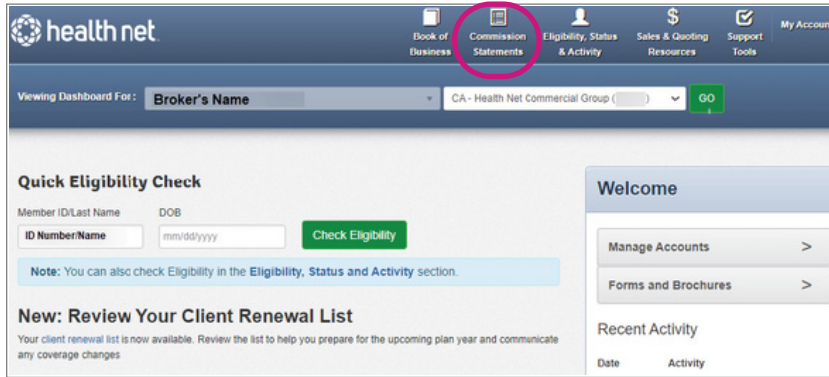 health net
Book of Business
Commission Statements
Eligibility, Status & Activity
$
Sales & Quoting Resources
Support Tools
My Accoun
Viewing Dashboard For :
Broker's Name
CA - Health Net Commercial Group ( )
GO
Quick Eligibility Check
Member ID/Last Name
DOB
ID Number/Name
mm/dd/yyyy
Check Eligibility
Note: You can also check Eligibility in the Eligibility, Status and Activity section.
New: Review Your Client Renewal List
Your client renewal list is now available. Review the list to help you prepare for the upcoming plan year and communicate
any coverage changes
Welcome
Manage Accounts >
Forms and Brochures >
Recent Activity
Date Activity